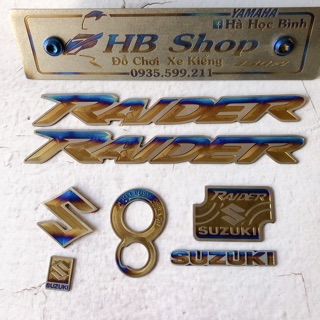 YAMAHA
Hà Học Bình
HB Shop
Đồ Chơi Xe Kiểng
0935.599.211
RAIDER
RAIDER
RAIDER
SUZUKI
SUZUKI
SUZUKI